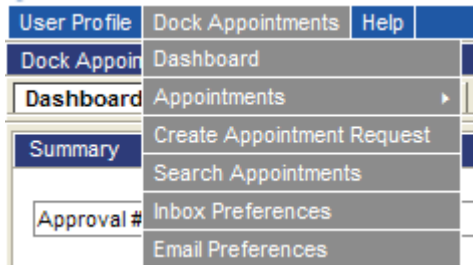 User Profile Dock Appointments Help
Dock Appoin Dashboard
Dashboard Appointments
Create Appointment Request
Summary
Search Appointments
Approval # Inbox Preferences
Email Preferences